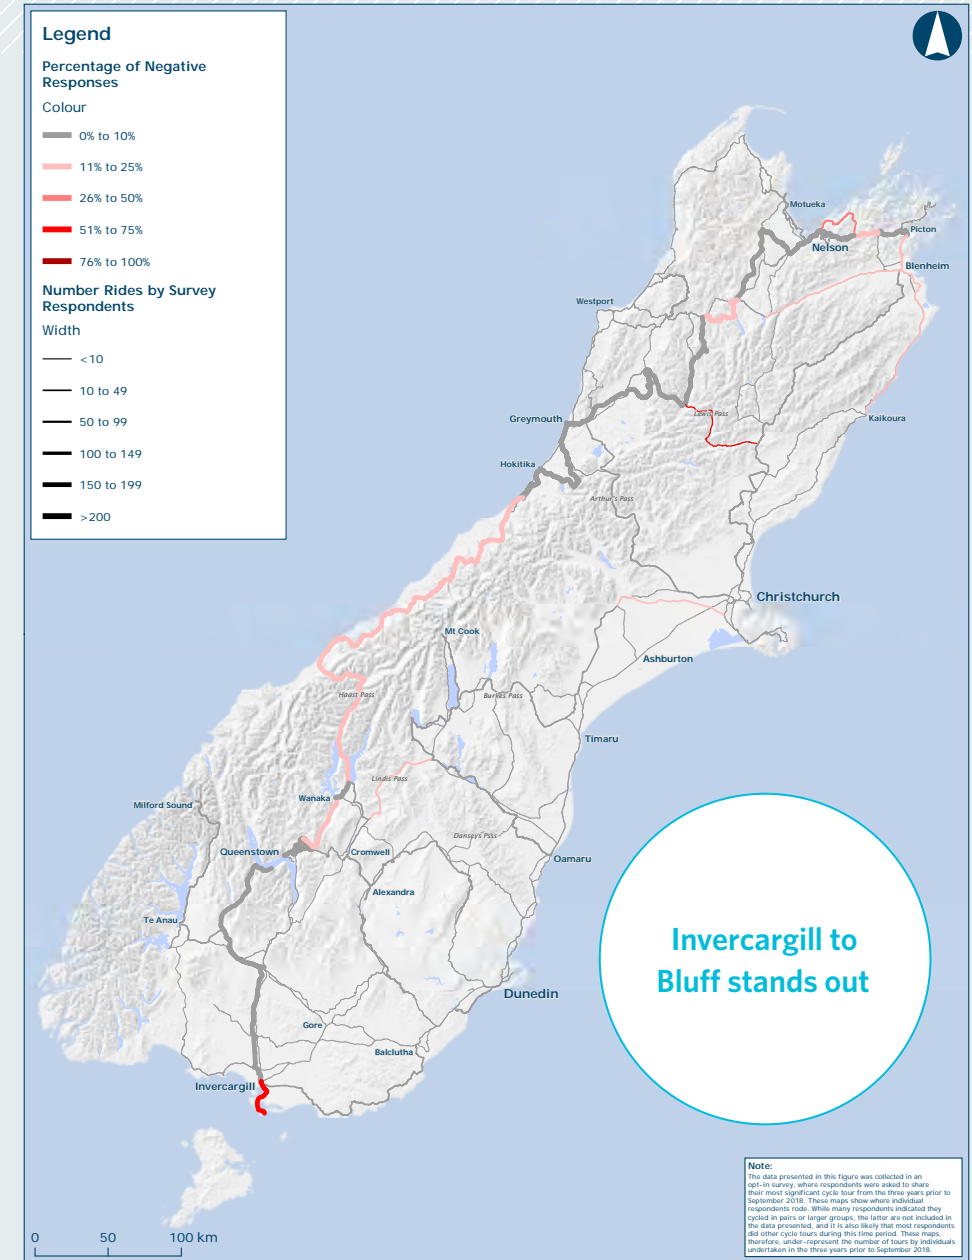 Legend
Percentage of Negative
Responses
Colour
0% to 10%
11% to 25%
26% to 50%
51% to 75%
76% to 100%
Number Rides by Survey
Respondents
Width
<10
10 to 49
50 to 99
100 to 149
150 to 199
>200
Motueka
Picton
Nelson
Blenheim
Westport
Lewis Pass
Kaikoura
Greymouth
Hokitika
Arthur's Pass
Christchurch
Mt Cook
Ashburton
Haast Pass
Burkes Pass
Timaru
Lindis Pass
Wanaka
Milford Sound
Danseys Pass
Queenstown
Cromwell
Oamaru
Alexandra
Te Anau
Invercargill to
Bluff stands out
Dunedin
Gore
Balclutha
Invercargill
0 50 100 km
Note:
The data presented in this figure was collected in an
opt-in survey, where respondents were asked to share
their most significant cycle tour from the three years prior to
September 2018. These maps show where individual
respondents rode. While many respondents indicated they
cycled in pairs or larger groups, the latter are not included in
the data presented, and it is also likely that most respondents
did other cycle tours during this time period. These maps,
therefore, under-represent the number of tours by individuals
undertaken in the three years prior to September 2018.